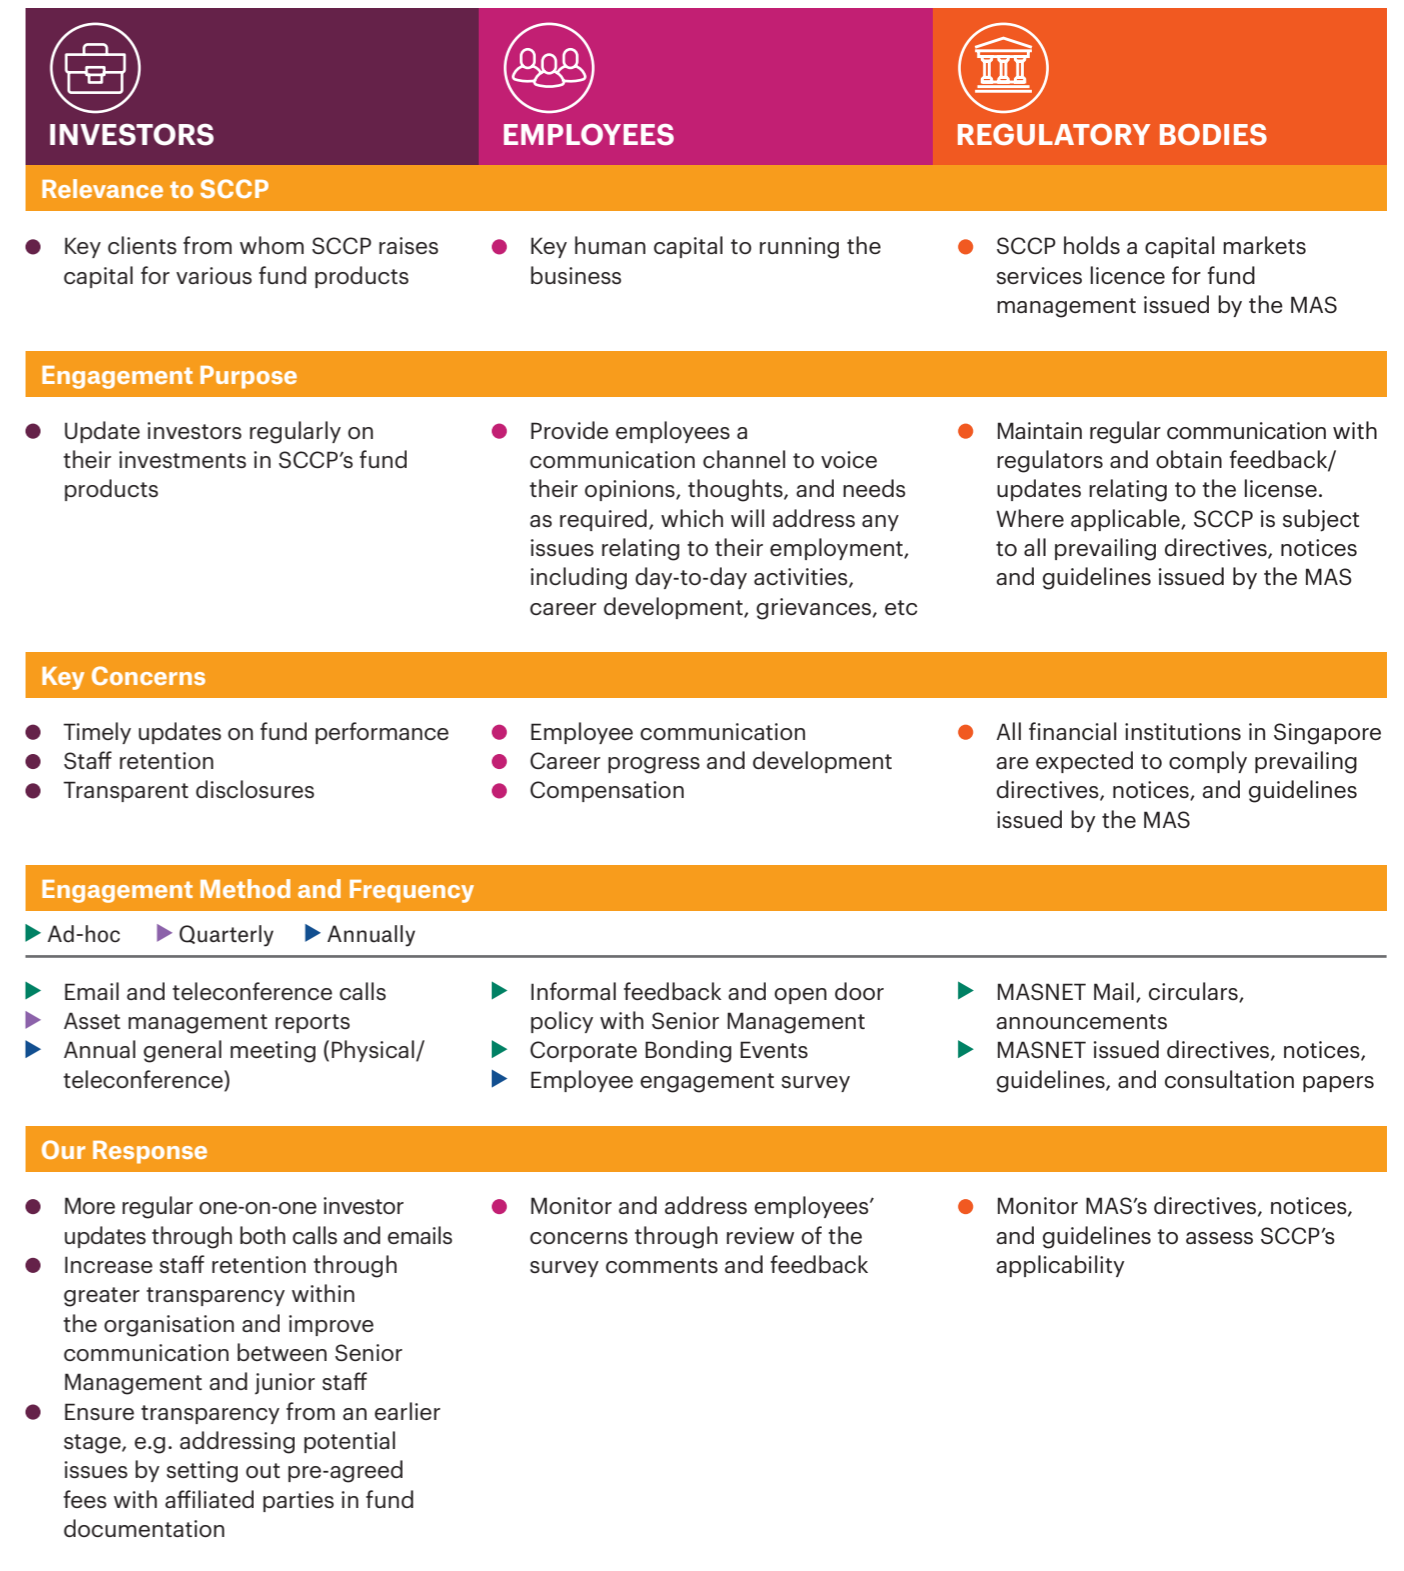 INVESTORS
EMPLOYEES
REGULATORY BODIES
Relevance to SCCP
Key clients from whom SCCP raises
capital for various fund products
Key human capital to running the
business
SCCP holds a capital markets
services licence for fund
management issued by the MAS
Engagement Purpose
Update investors regularly on
their investments in SCCP's fund
products
Provide employees a
communication channel to voice
their opinions, thoughts, and needs
as required, which will address any
issues relating to their employment,
including day-to-day activities,
career development, grievances, etc
Maintain regular communication with
regulators and obtain feedback/
updates relating to the license.
Where applicable, SCCP is subject
to all prevailing directives, notices
and guidelines issued by the MAS
Key Concerns
Timely updates on fund performance
Staff retention
Transparent disclosures
Employee communication
Career progress and development
Compensation
All financial institutions in Singapore
are expected to comply prevailing
directives, notices, and guidelines
issued by the MAS
Engagement Method and Frequency
Ad-hoc Quarterly Annually
Email and teleconference calls
Asset management reports
Annual general meeting (Physical/
teleconference)
Informal feedback and open door
policy with Senior Management
Corporate Bonding Events
Employee engagement survey
MASNET Mail, circulars,
announcements
MASNET issued directives, notices,
guidelines, and consultation papers
Our Response
More regular one-on-one investor
updates through both calls and emails
Increase staff retention through
greater transparency within
the organisation and improve
communication between Senior
Management and junior staff
Ensure transparency from an earlier
stage, e.g. addressing potential
issues by setting out pre-agreed
fees with affiliated parties in fund
documentation
Monitor and address employees'
concerns through review of the
survey comments and feedback
Monitor MAS's directives, notices,
and guidelines to assess SCCP's
applicability